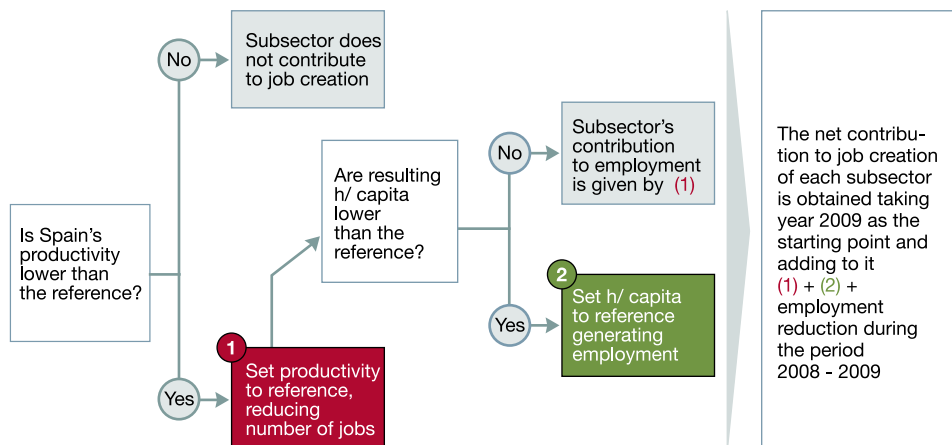 Is Spain's
productivity
lower than
the reference?
No
Subsector does
not contribute
to job creation
Yes
1
Set productivity
to reference,
reducing
number of jobs
Are resulting
h/ capita
lower
than the
reference?
No
Subsector's
contribution
to employment
is given by (1)
Yes
2
Set h/ capita
to reference
generating
employment
The net contribu-
tion to job creation
of each subsector
is obtained taking
year 2009 as the
starting point and
adding to it
(1) + (2) +
employment
reduction during
the period
2008 - 2009